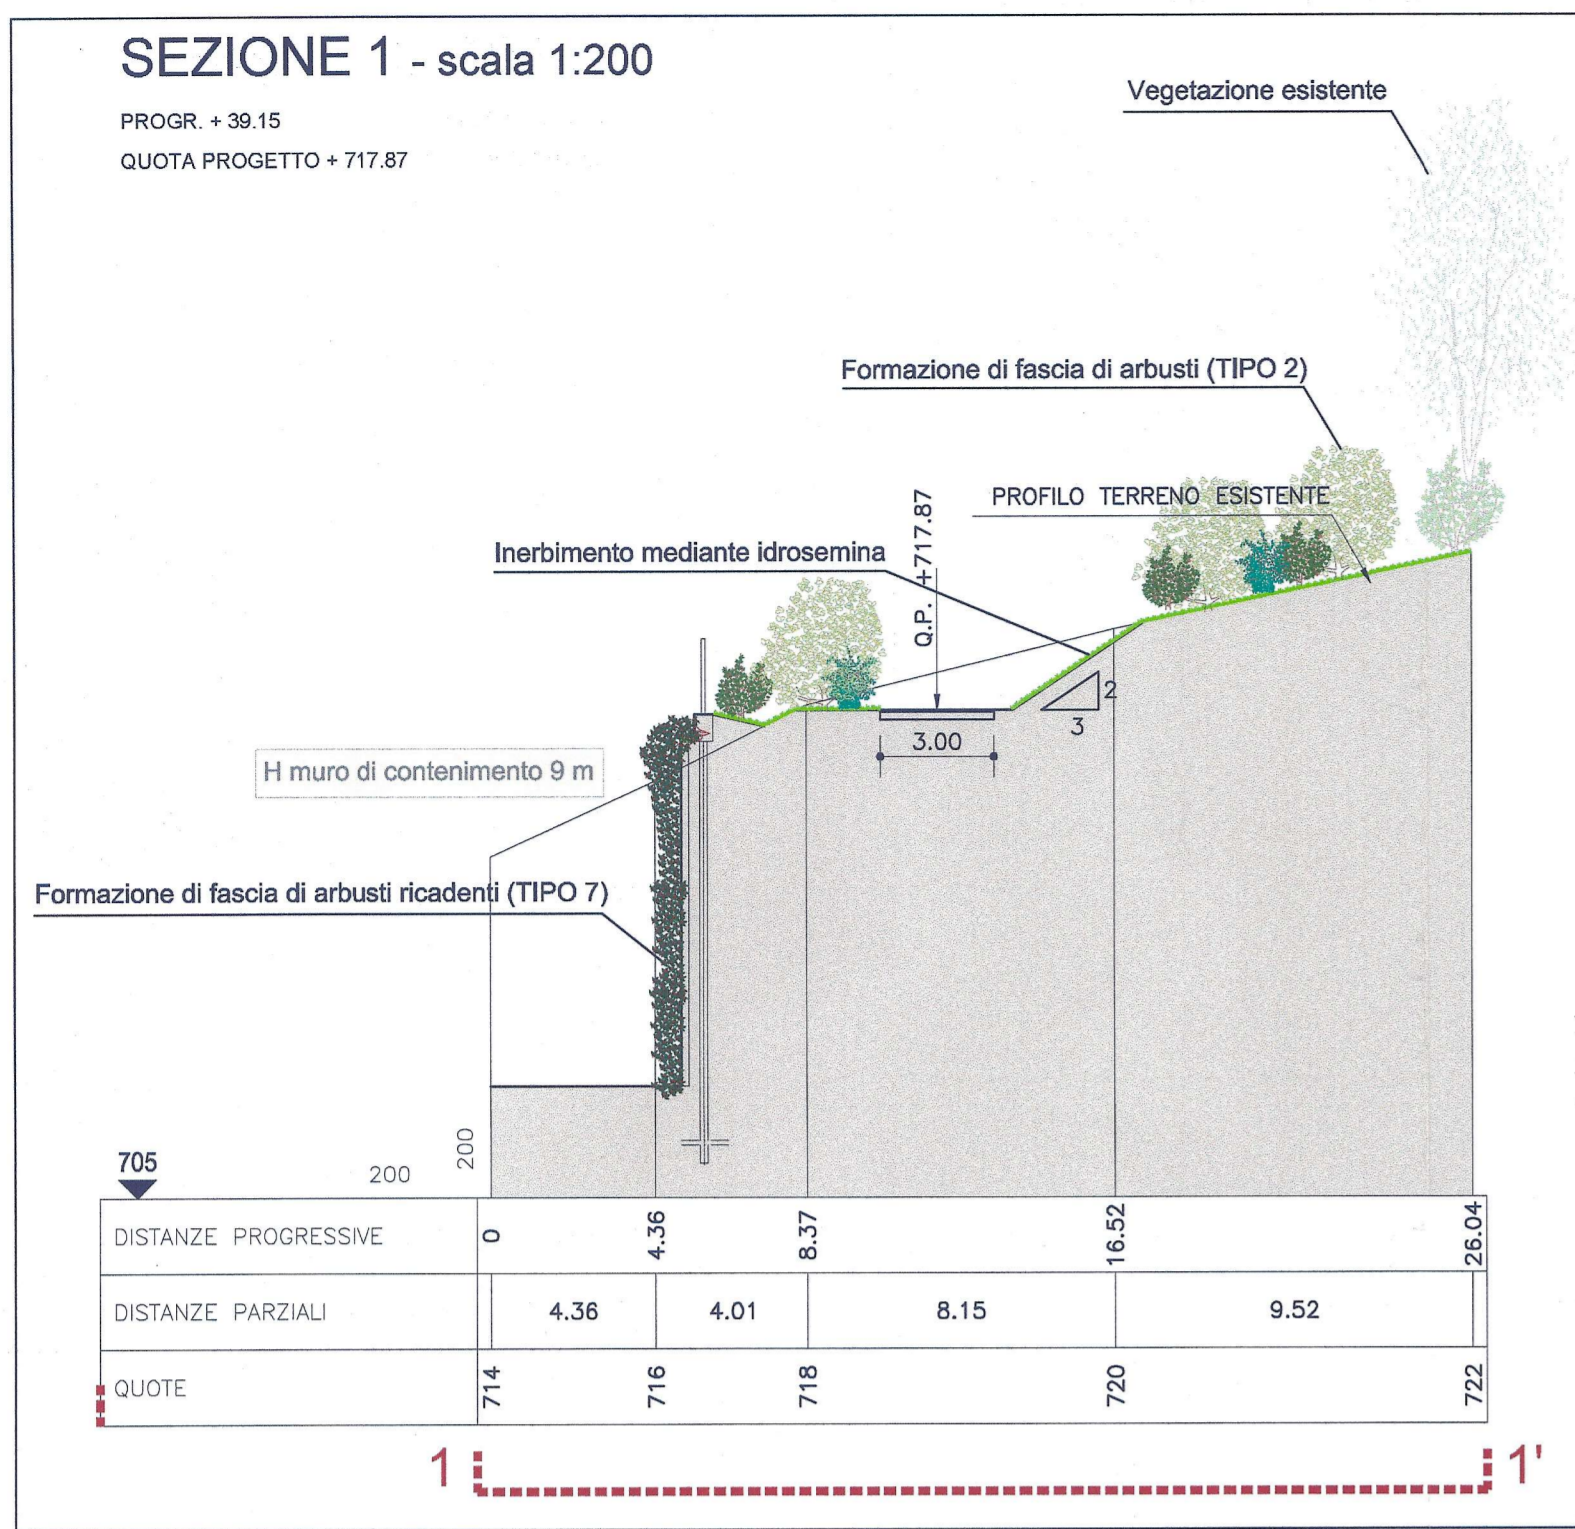 SEZIONE 1 - scala 1:200
PROGR. + 39.15
QUOTA PROGETTO + 717.87
Vegetazione esistente
Formazione di fascia di arbusti (TIPO 2)
PROFILO TERRENO ESISTENTE
Q.P. +717.87
Inerbimento mediante idrosemina
2
3
3.00
H muro di contenimento 9 m
Formazione di fascia di arbusti ricadenti (TIPO 7)
705
200
200
DISTANZE PROGRESSIVE 0 4.36 8.37 16.52 26.04
DISTANZE PARZIALI 4.36 4.01 8.15 9.52
QUOTE 714 716 718 720 722
1 1'